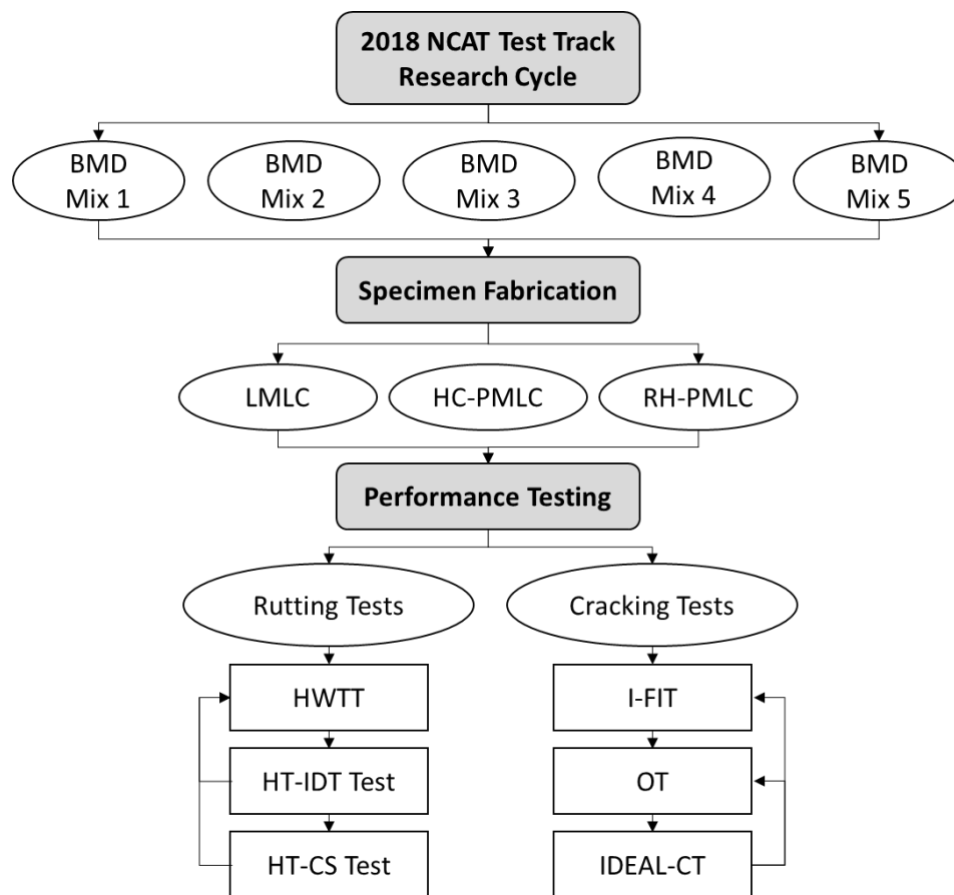 2018 NCAT Test Track
Research Cycle
BMD
Mix 1
BMD
Mix 2
BMD
Mix 3
BMD
Mix 4
BMD
Mix 5
Specimen Fabrication
LMLC
HC-PMLC
RH-PMLC
Performance Testing
Rutting Tests
Cracking Tests
HWTT
I-FIT
HT-IDT Test
OT
HT-CS Test
IDEAL-CT